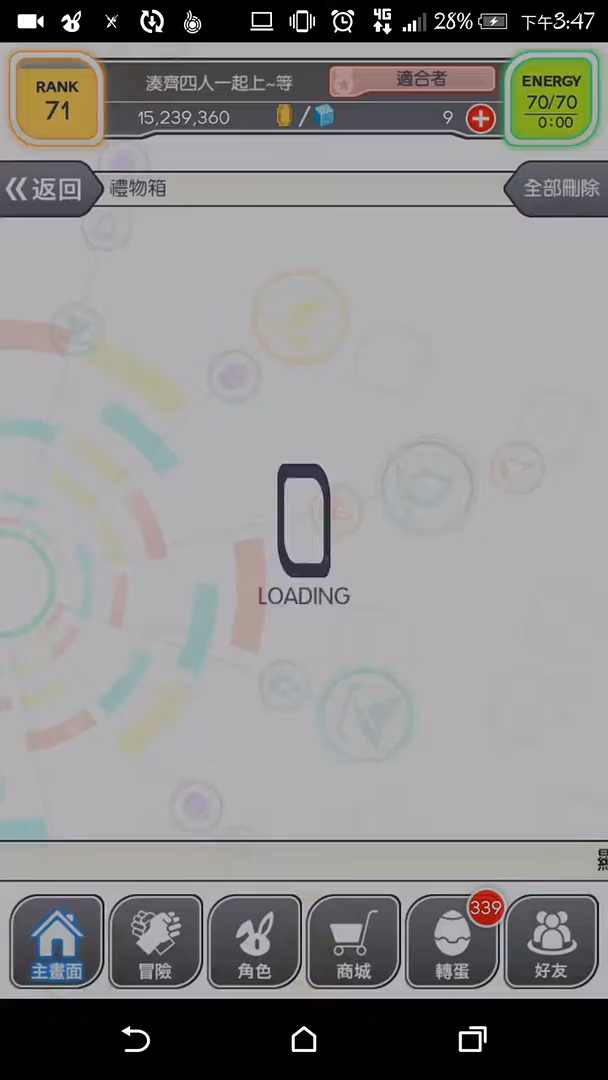 4G
28%
下午3:47
RANK
71
湊齊四人一起上~等
適合者
ENERGY
70/70
0:00
15,239,360
/
9
返回
禮物箱
全部刪除
LOADING
339
主畫面
冒險
角色
商城
轉蛋
好友